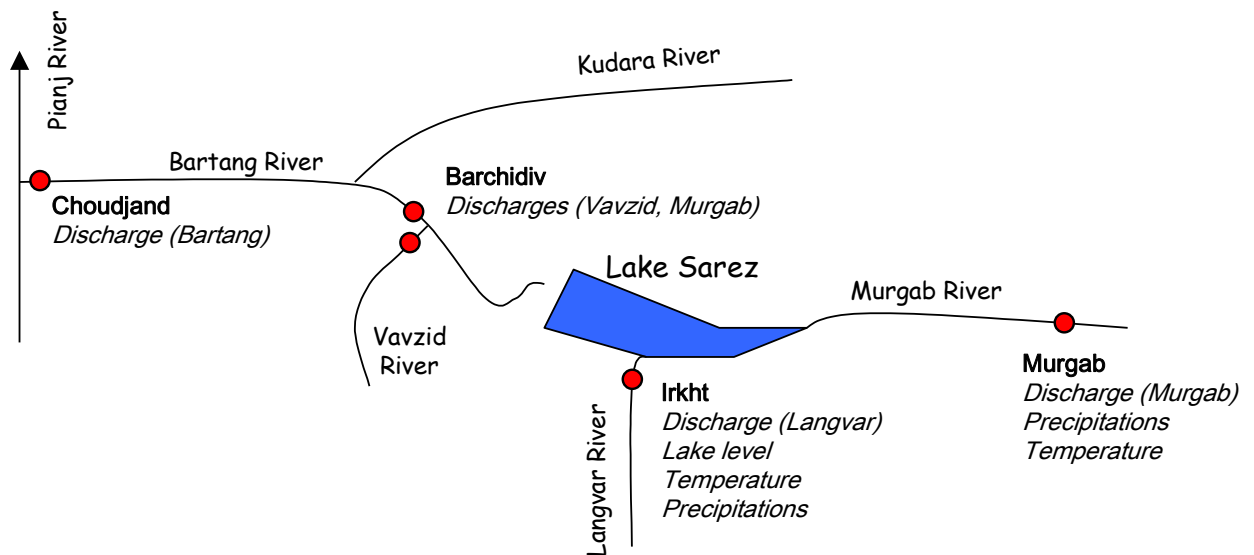 Pianj River
Kudara River
Bartang River
Barchidiv
Discharges (Vavzid, Murgab)
Choudjand
Discharge (Bartang)
Lake Sarez
Murgab River
Vavzid
River
Langvar River
Irkht
Discharge (Langvar)
Lake level
Temperature
Precipitations
Murgab
Discharge (Murgab)
Precipitations
Temperature